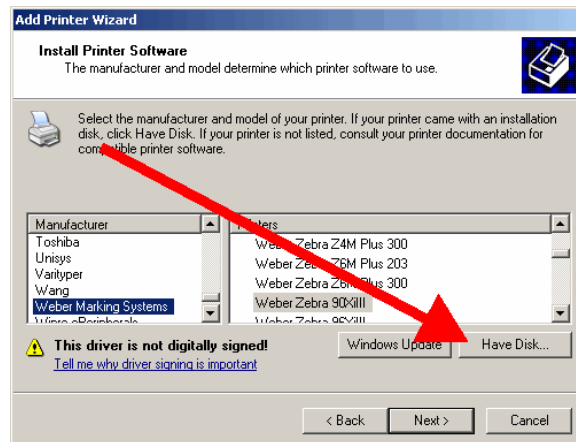 Add Printer Wizard
Install Printer Software
The manufacturer and model determine which printer software to use.
Select the manufacturer and model of your printer. If your printer came with an installation
disk, click Have Disk. If your printer is not listed, consult your printer documentation for
compatible printer software.
Manufacturer
Toshiba
Unisys
Varityper
Wang
Weber Marking Systems
Printers
Weber Zebra Z4M Plus 300
Weber Zebra Z6M Plus 203
Weber Zebra Z6M Plus 300
Weber Zebra 90XiIII
Weber Zebra 96XiIII
This driver is not digitally signed!
Tell me why driver signing is important
Windows Update
Have Disk...
< Back
Next >
Cancel